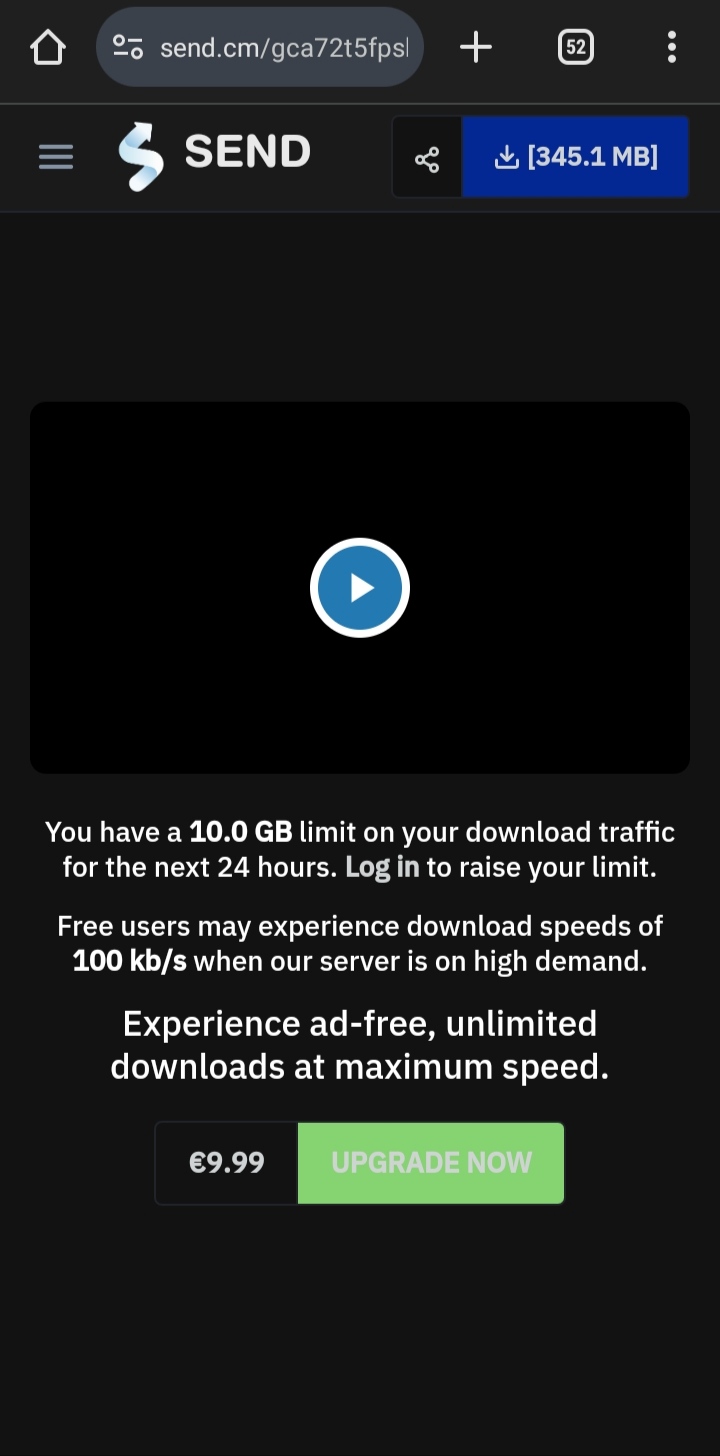 send.cm/gca72t5fps
52
SEND
[345.1 MB]
You have a 10.0 GB limit on your download traffic
for the next 24 hours. Log in to raise your limit.
Free users may experience download speeds of
100 kb/s when our server is on high demand.
Experience ad-free, unlimited
downloads at maximum speed.
€9.99 UPGRADE NOW